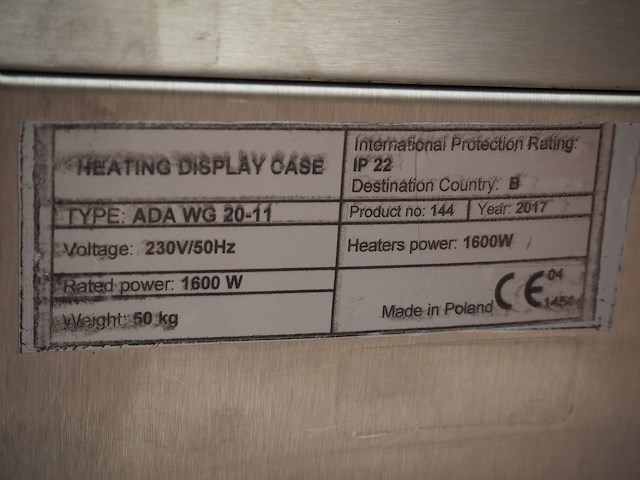 HEATING DISPLAY CASE
International Protection Rating:
IP 22
Destination Country: B
TYPE: ADA WG 20-11
Product no: 144
Year: 2017
Voltage: 230V/50Hz
Heaters power: 1600W
Rated power: 1600 W
Weight: 50 kg
Made in Poland
CE
04